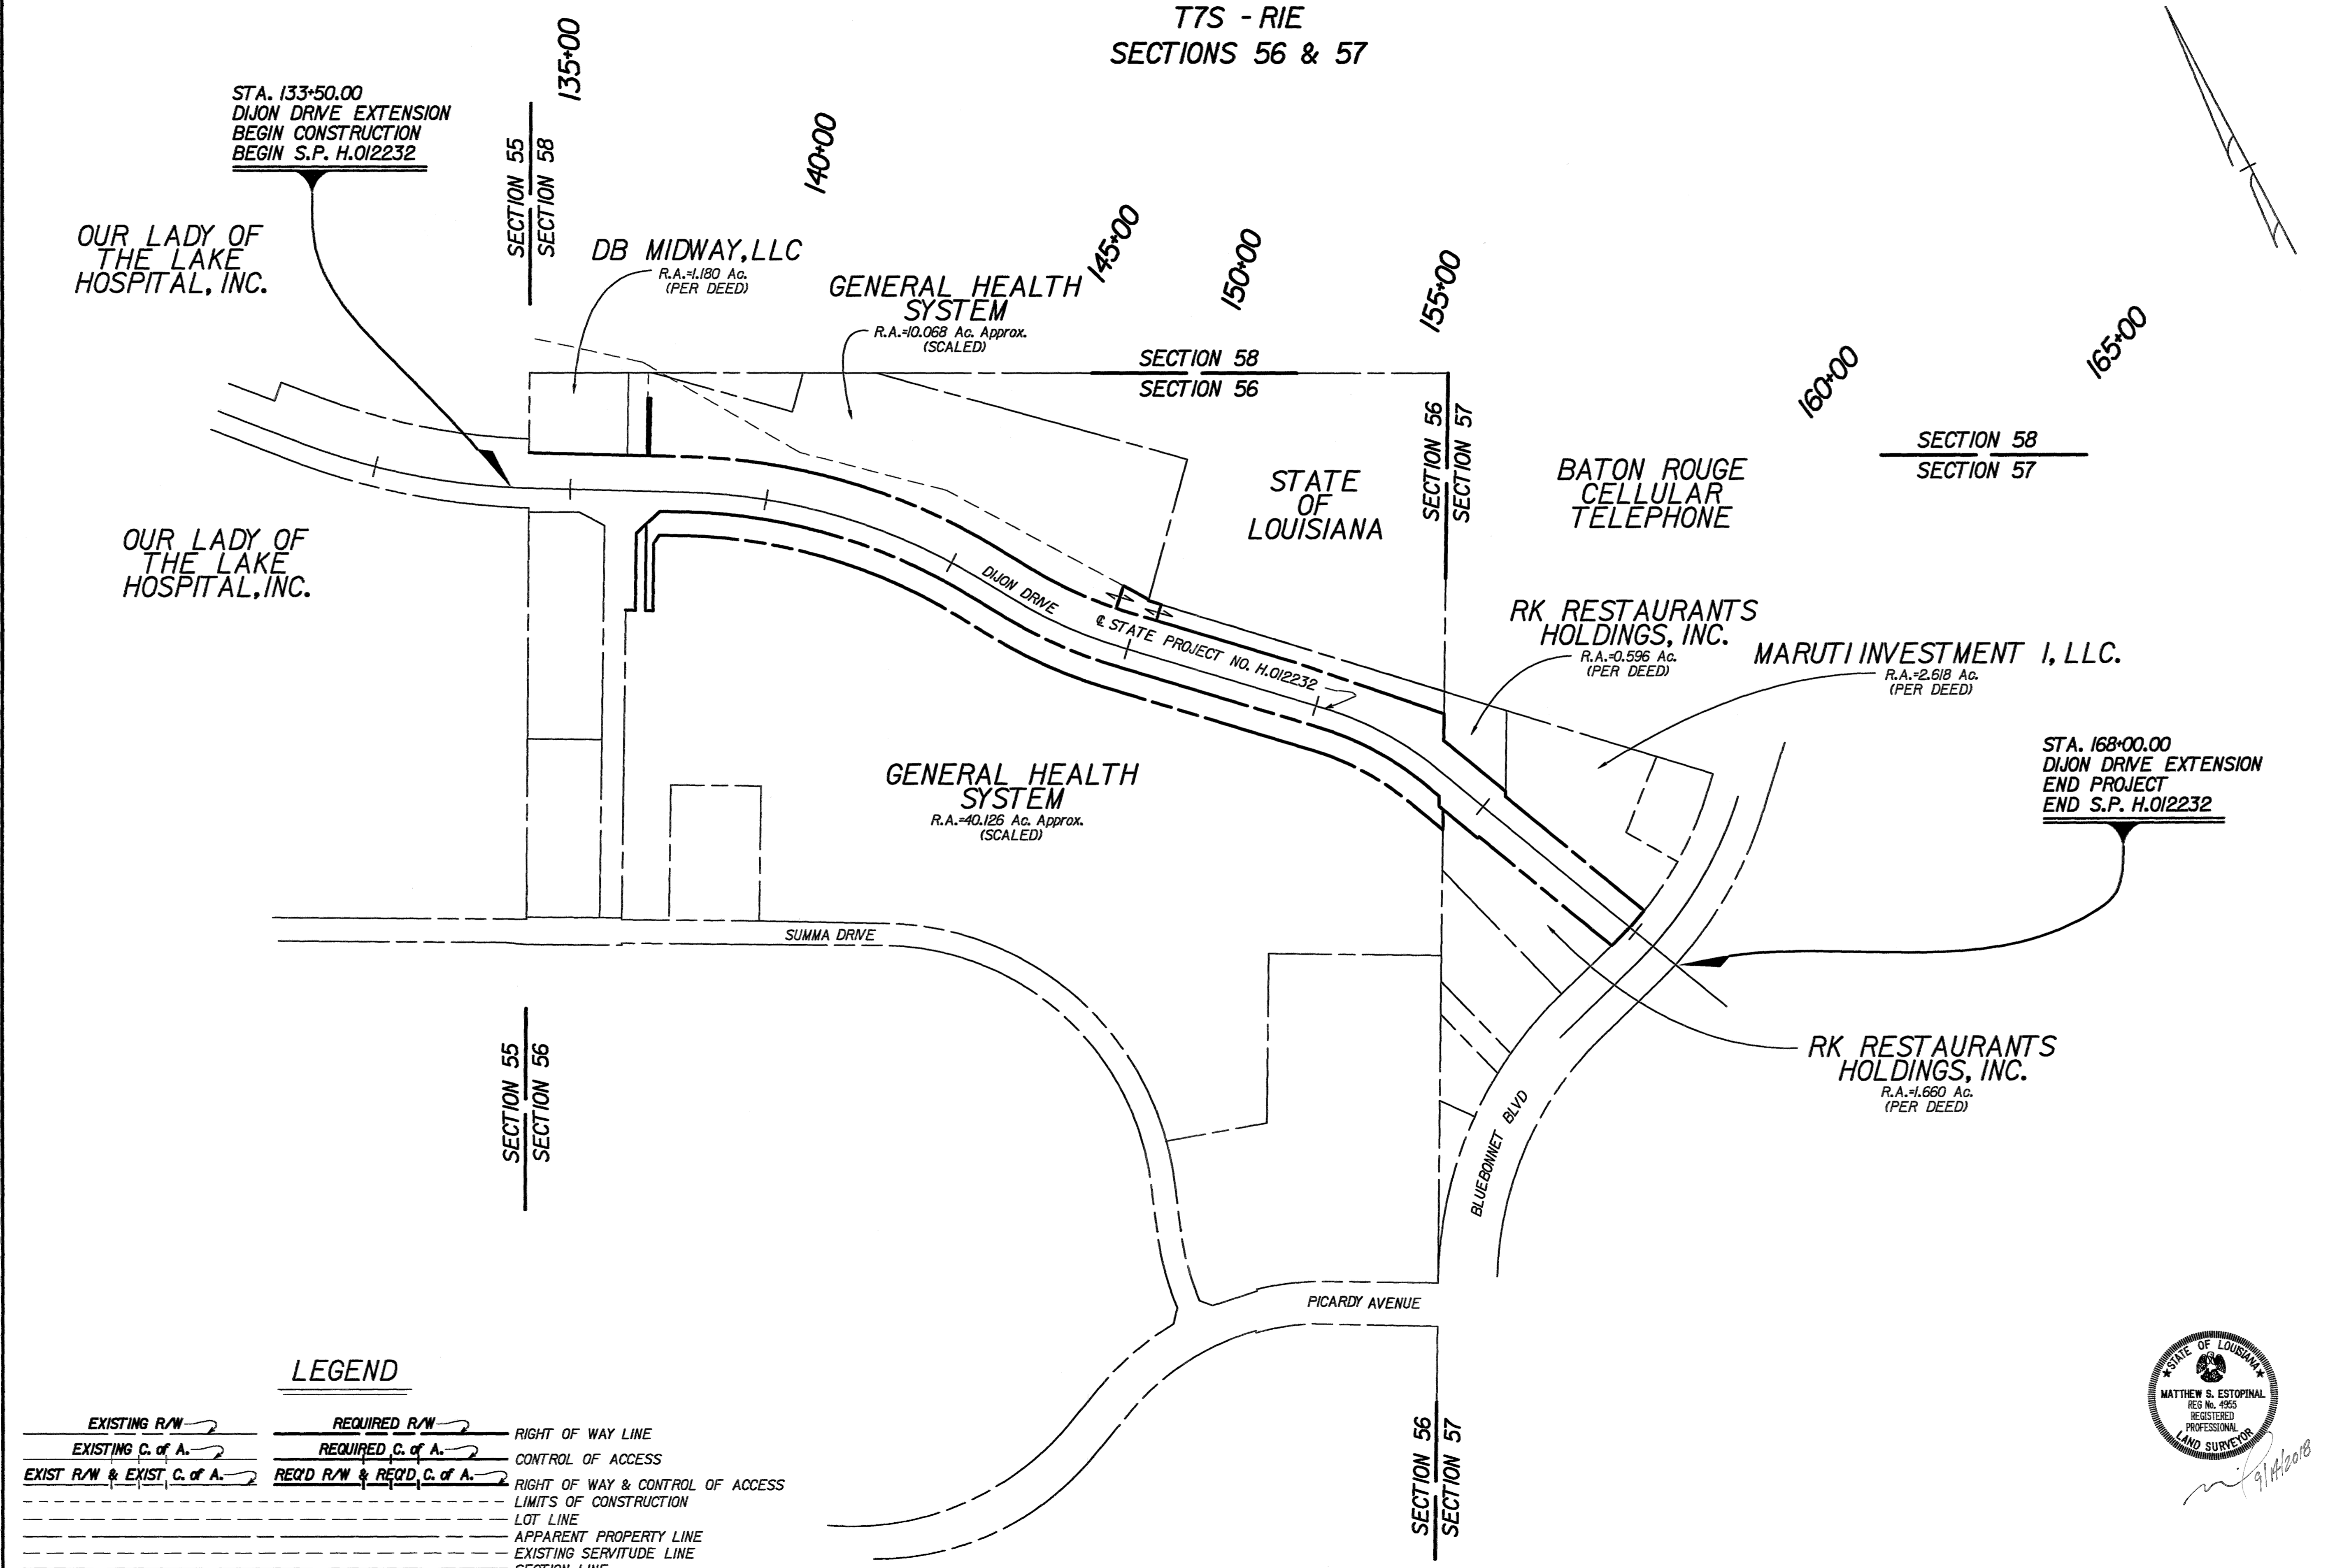 T7S - R1E
SECTIONS 56 & 57
135+00
140+00
145+00
150+00
155+00
160+00
165+00
STA. 133+50.00
DIJON DRIVE EXTENSION
BEGIN CONSTRUCTION
BEGIN S.P. H.012232
SECTION 55
SECTION 58
OUR LADY OF
THE LAKE
HOSPITAL, INC.
DB MIDWAY, LLC
R.A.=1.180 Ac.
(PER DEED)
GENERAL HEALTH
SYSTEM
R.A.=10.068 Ac. Approx.
(SCALED)
SECTION 58
SECTION 56
SECTION 56
SECTION 57
SECTION 58
SECTION 57
STATE
OF
LOUISIANA
BATON ROUGE
CELLULAR
TELEPHONE
OUR LADY OF
THE LAKE
HOSPITAL, INC.
DIJON DRIVE
℄ STATE PROJECT NO. H.012232
RK RESTAURANTS
HOLDINGS, INC.
R.A.=0.596 Ac.
(PER DEED)
MARUTI INVESTMENT 1, LLC.
R.A.=2.618 Ac.
(PER DEED)
STA. 168+00.00
DIJON DRIVE EXTENSION
END PROJECT
END S.P. H.012232
GENERAL HEALTH
SYSTEM
R.A.=40.126 Ac. Approx.
(SCALED)
SUMMA DRIVE
SECTION 55
SECTION 56
RK RESTAURANTS
HOLDINGS, INC.
R.A.=1.660 Ac.
(PER DEED)
BLUEBONNET BLVD
PICARDY AVENUE
SECTION 56
SECTION 57
LEGEND
EXISTING R/W
REQUIRED R/W
RIGHT OF WAY LINE
EXISTING C. of A.
REQUIRED C. of A.
CONTROL OF ACCESS
EXIST R/W & EXIST C. of A.
REQ'D R/W & REQ'D C. of A.
RIGHT OF WAY & CONTROL OF ACCESS
LIMITS OF CONSTRUCTION
LOT LINE
APPARENT PROPERTY LINE
EXISTING SERVITUDE LINE
SECTION LINE
STATE OF LOUISIANA
MATTHEW S. ESTOPINAL
REG No. 4955
REGISTERED
PROFESSIONAL
LAND SURVEYOR
9/14/2018